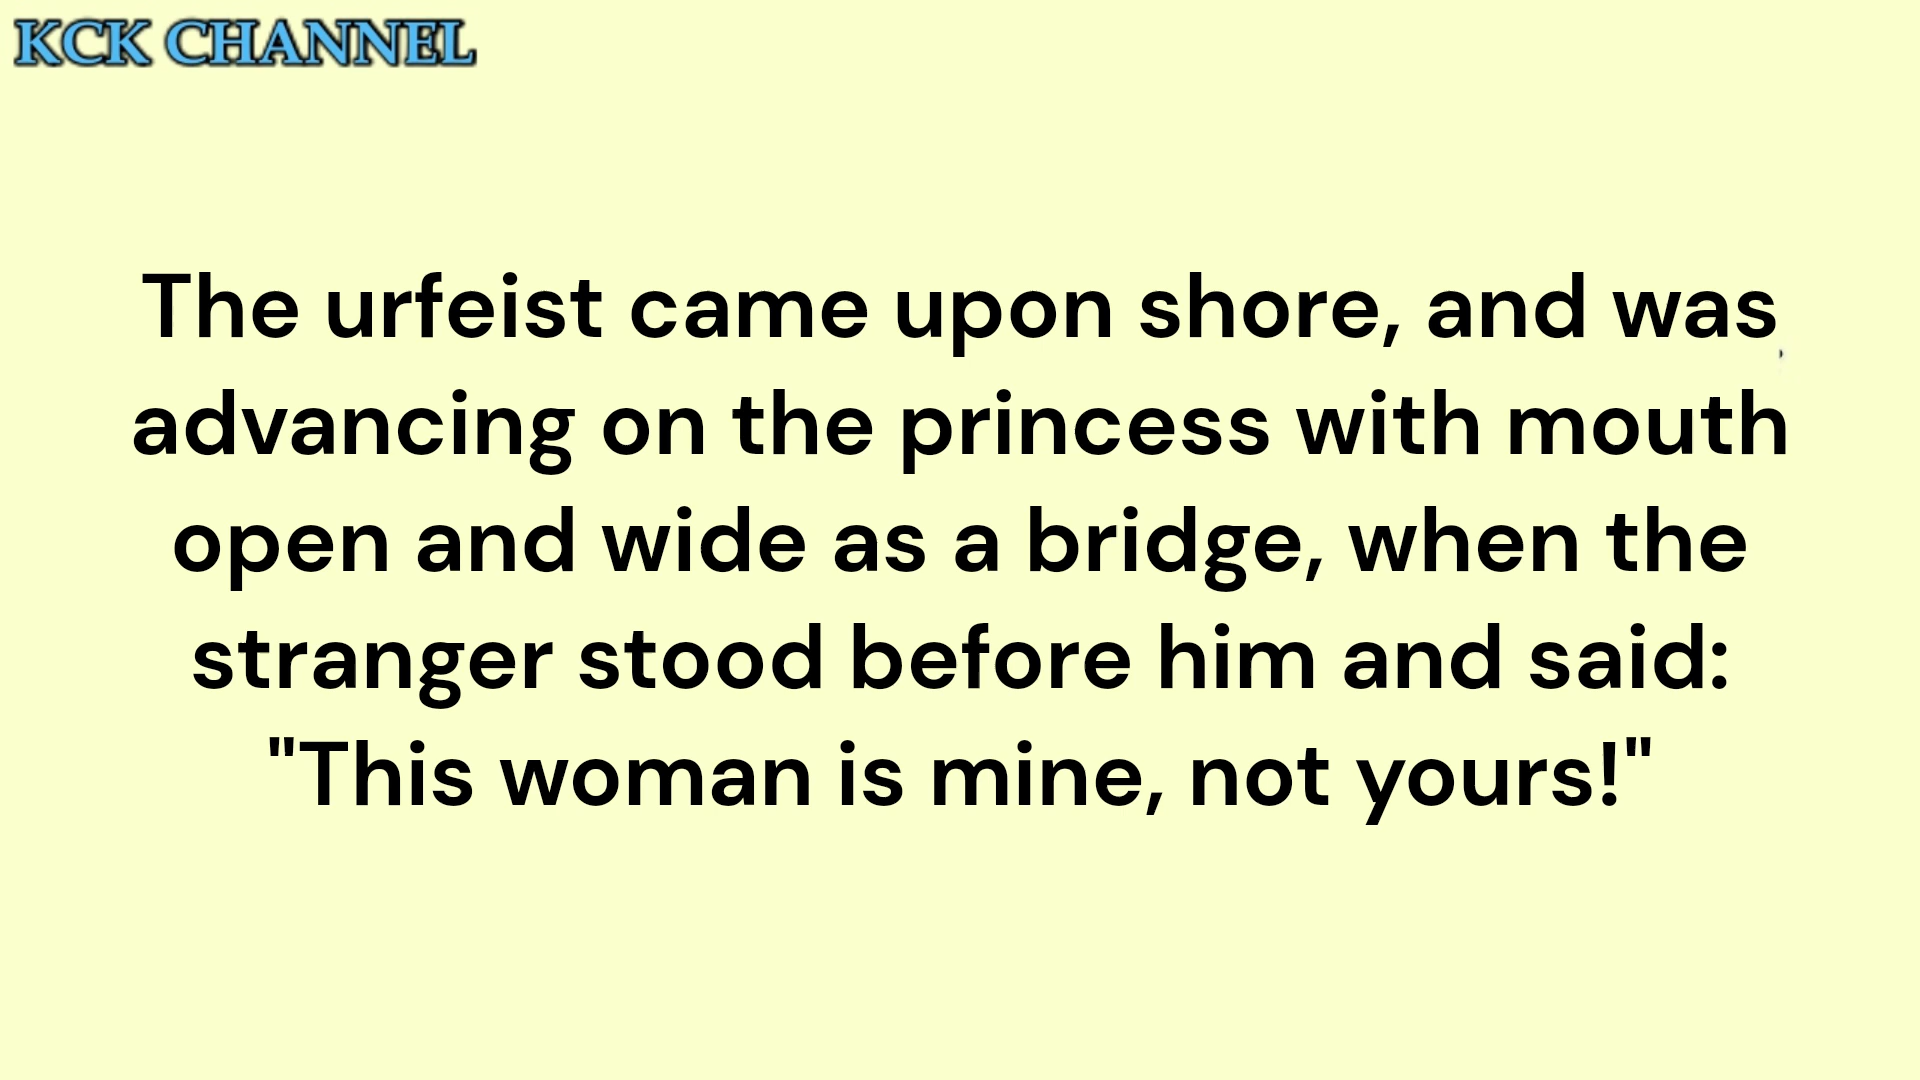 KCK CHANNEL
The urfeist came upon shore, and was
advancing on the princess with mouth
open and wide as a bridge, when the
stranger stood before him and said:
"This woman is mine, not yours!"